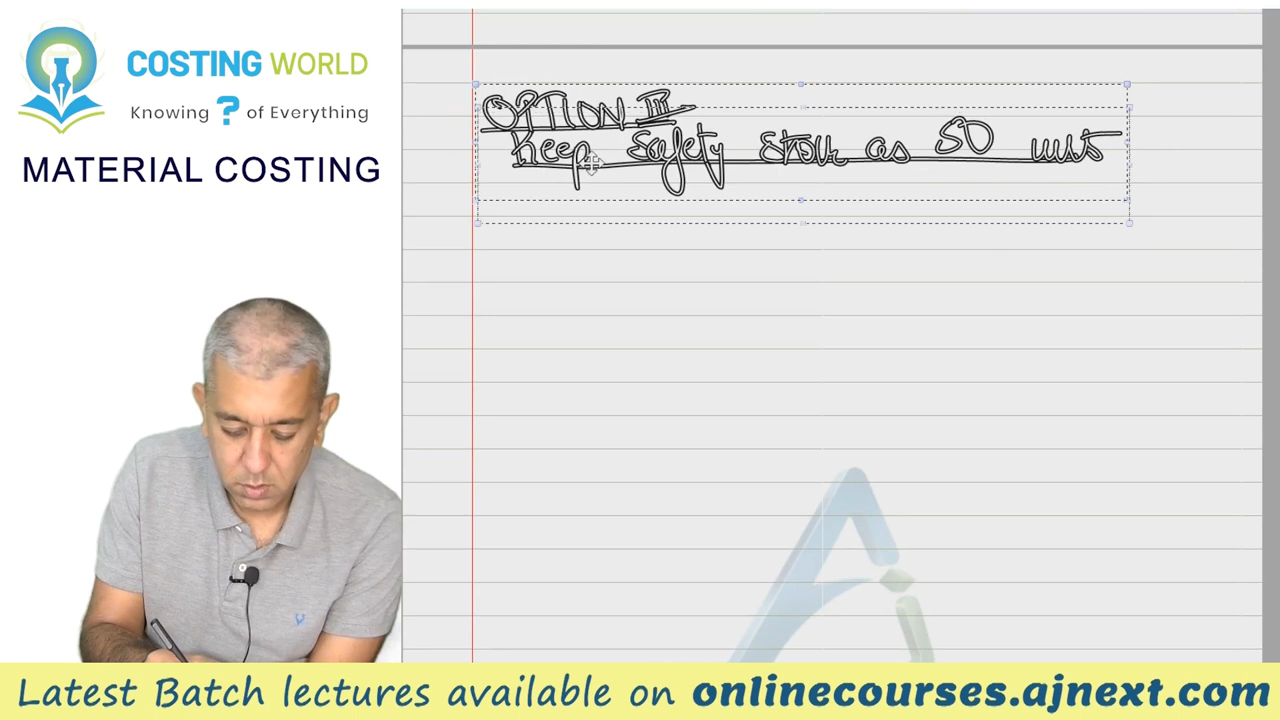 COSTING WORLD
Knowing ? of Everything
MATERIAL COSTING
OPTION III
Keep Safety Stock as 50 units
Latest Batch lectures available on onlinecourses.ajnext.com